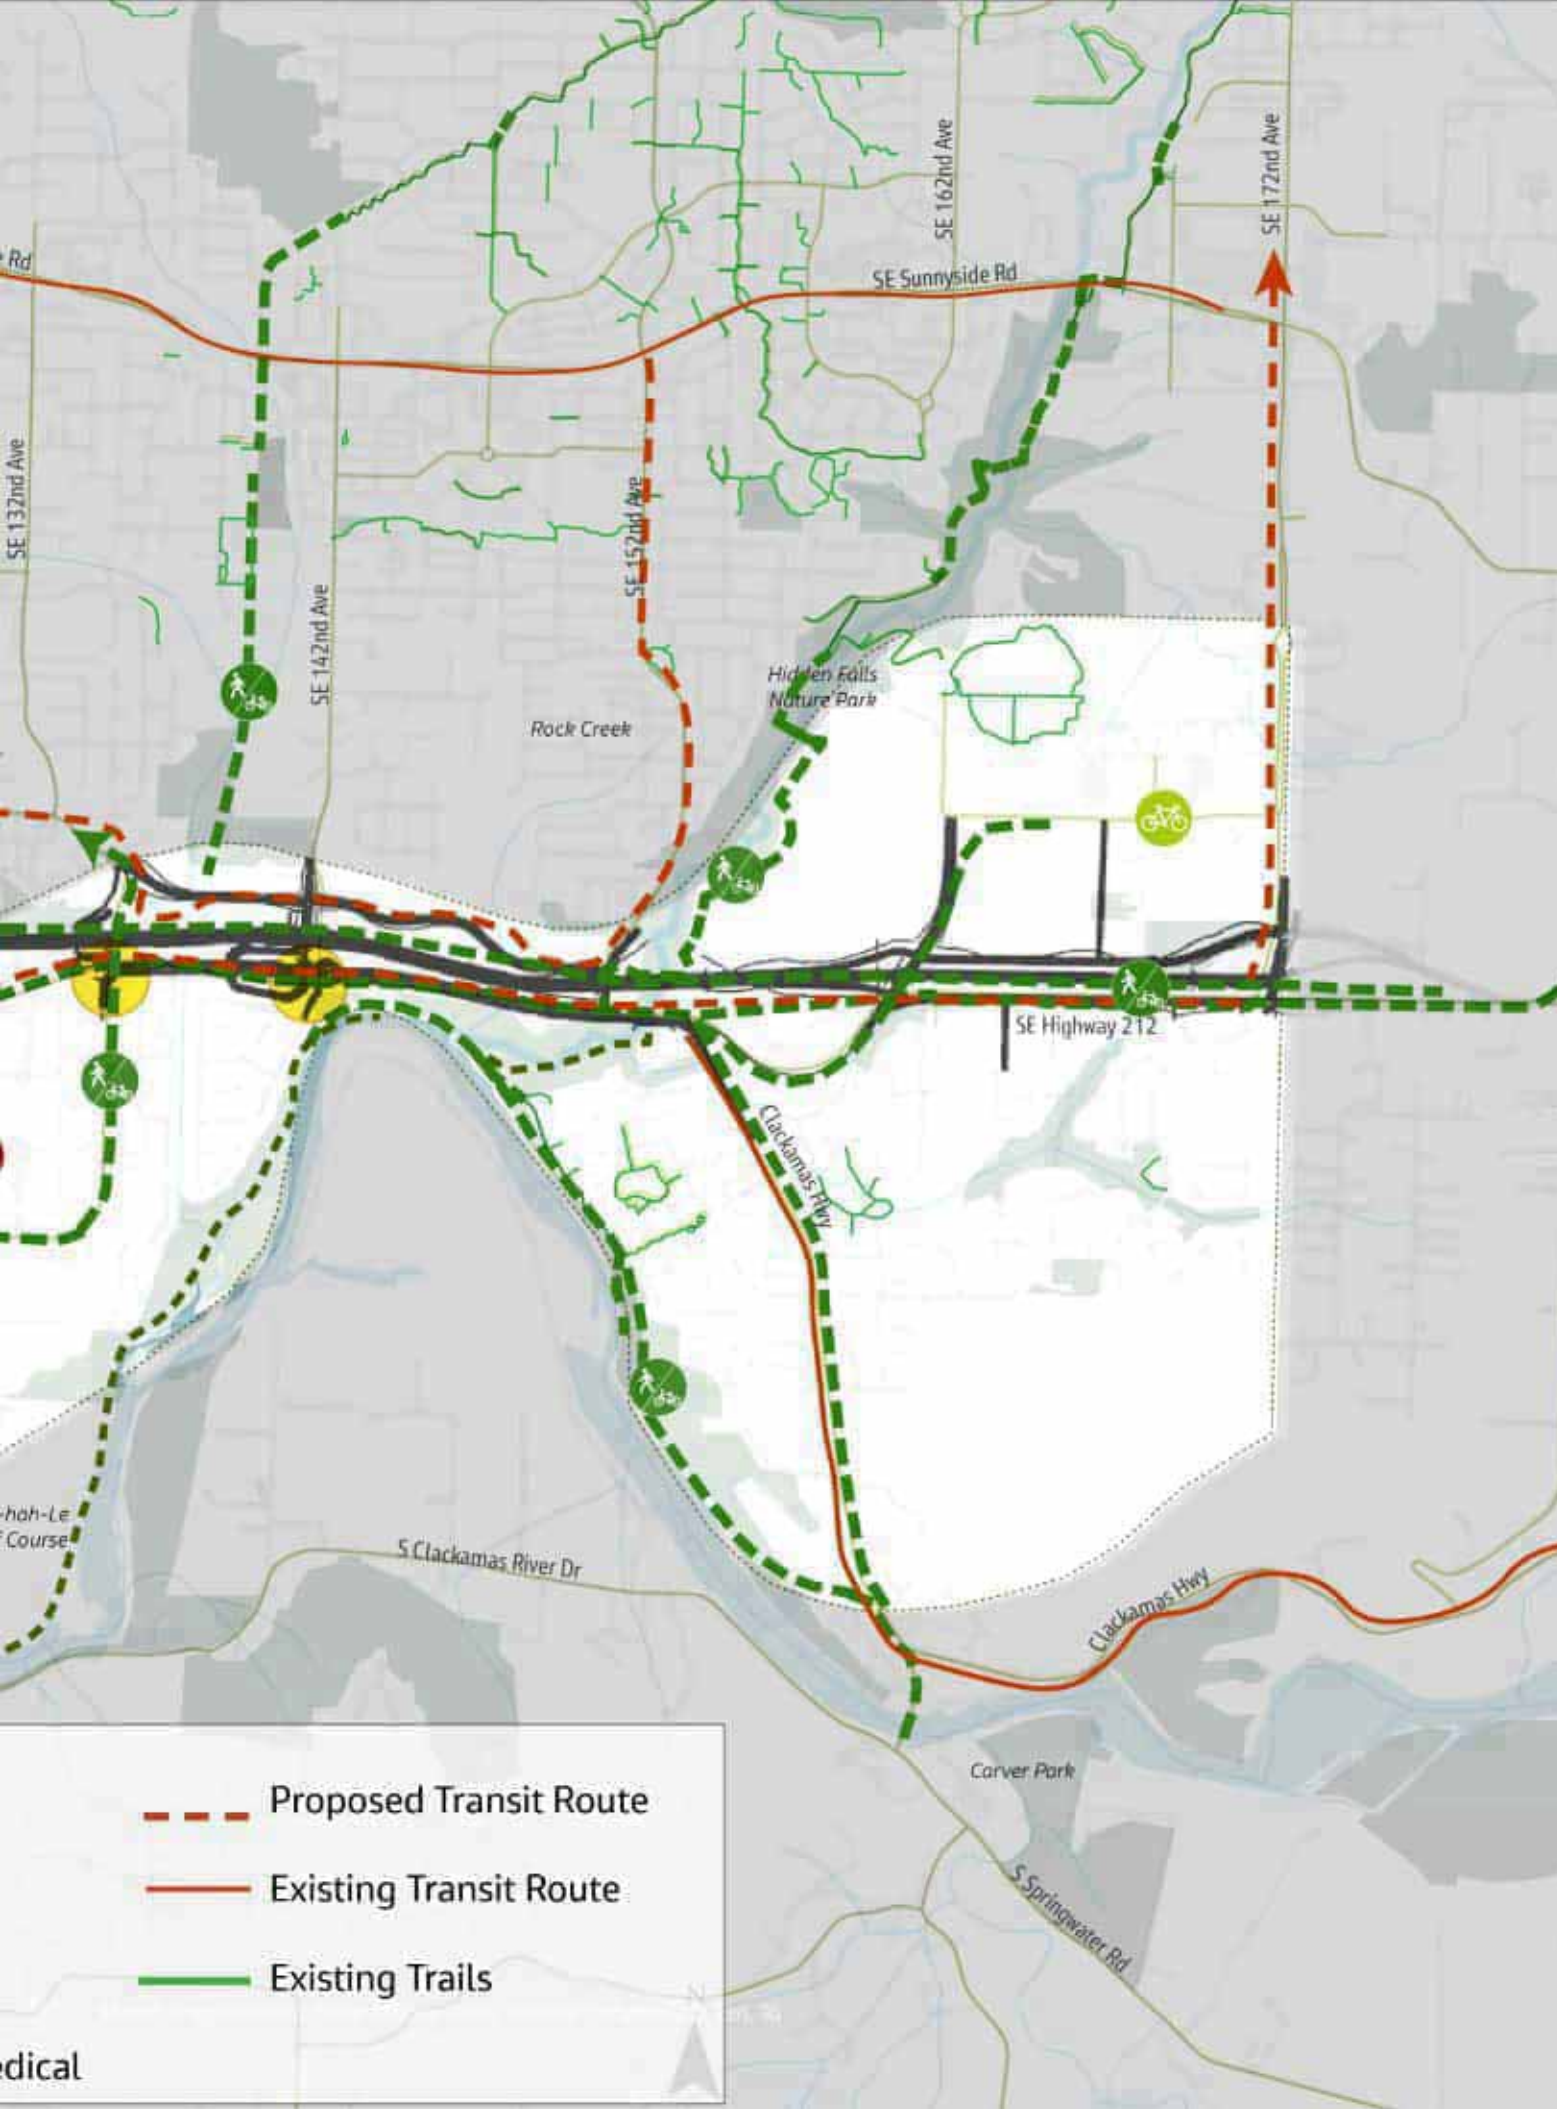 SE 162nd Ave
SE 172nd Ave
Rd
SE Sunnyside Rd
SE 132nd Ave
SE 152nd Ave
SE 142nd Ave
Hidden Falls
Nature Park
Rock Creek
SE Highway 212
Clackamas Hwy
-hah-Le
Course
S Clackamas River Dr
Clackamas Hwy
Carver Park
S Springwater Rd
Proposed Transit Route
Existing Transit Route
Existing Trails
N
edical